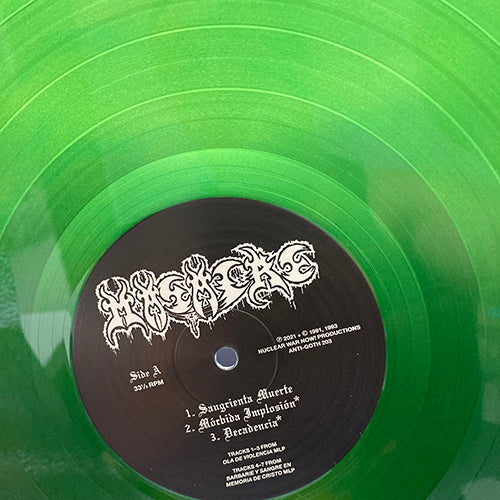 MASACRE
℗ 2021 + © 1991, 1993
NUCLEAR WAR NOW! PRODUCTIONS
ANTI-GOTH 203
Side A
33⅓ RPM
1. Sangrienta Muerte
2. Mórbida Implosión*
3. Decadencia*
TRACKS 1–3 FROM
OLA DE VIOLENCIA MLP
TRACKS 4–7 FROM
BARBARIE Y SANGRE EN
MEMORIA DE CRISTO MLP